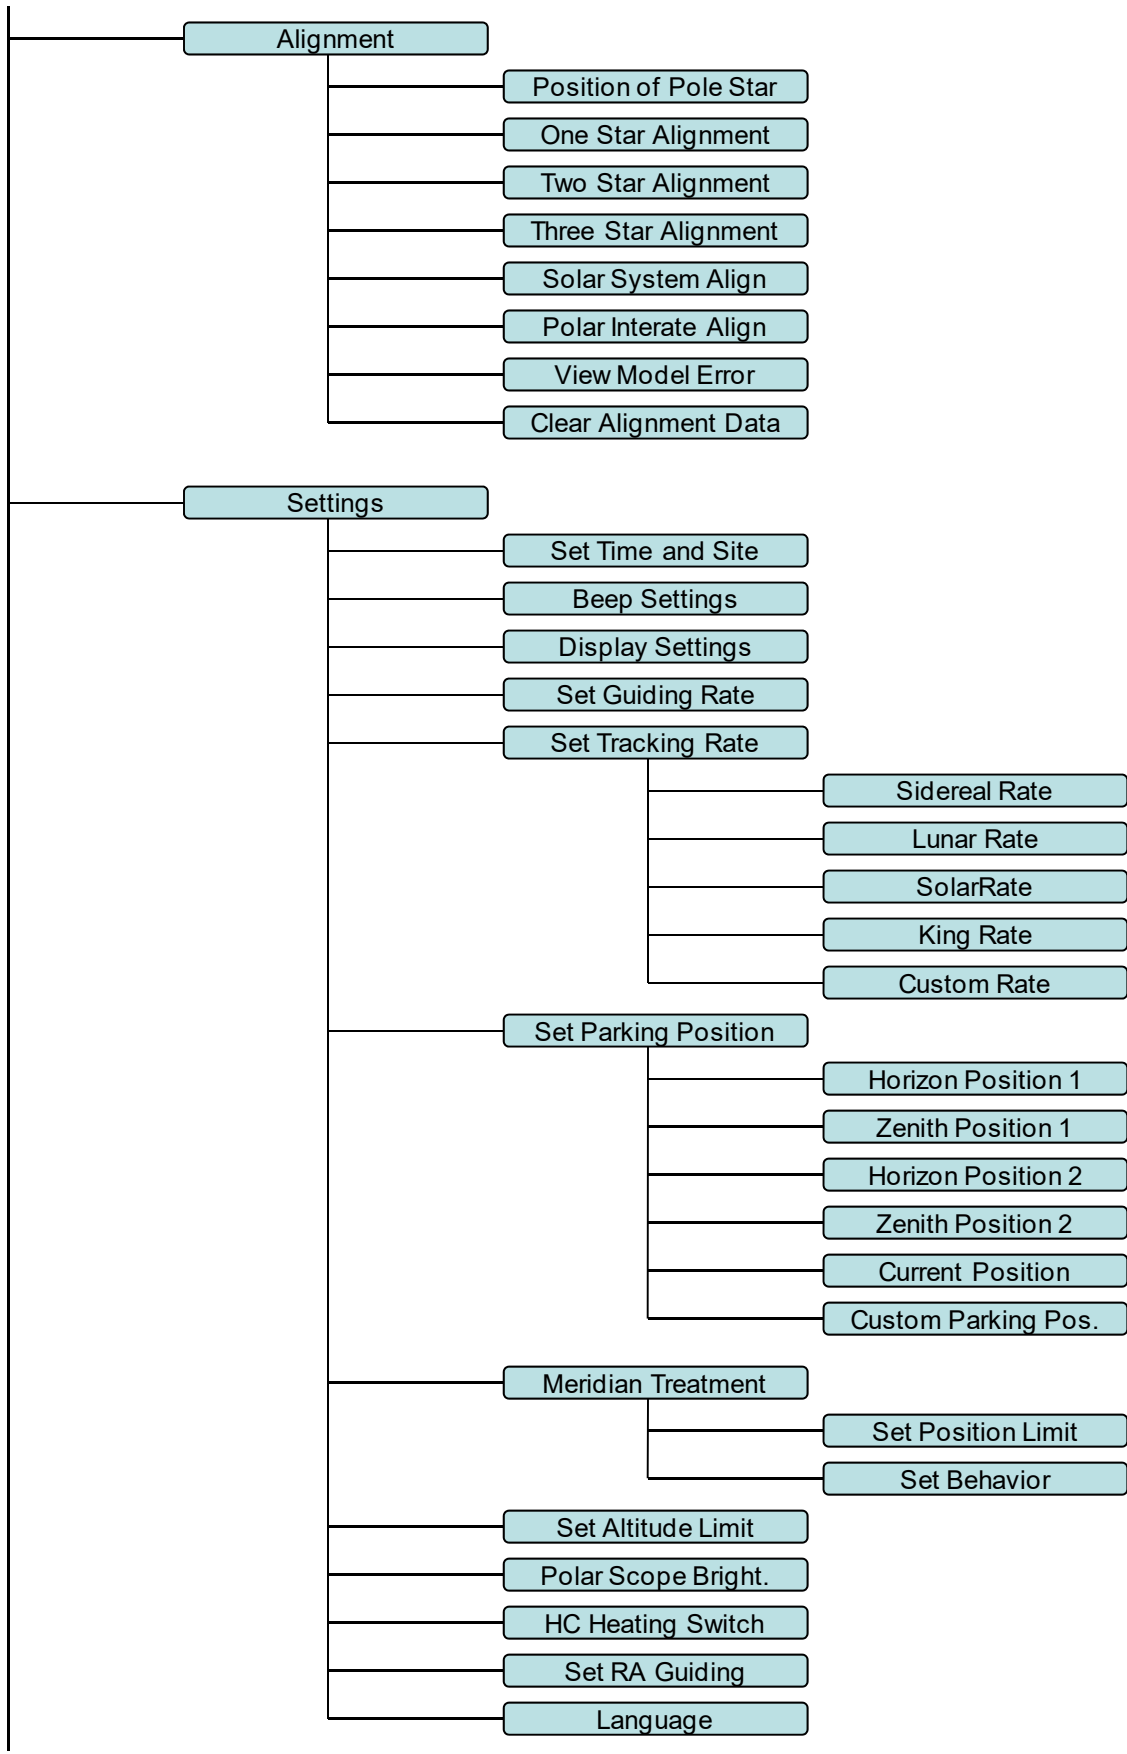 Alignment
Position of Pole Star
One Star Alignment
Two Star Alignment
Three Star Alignment
Solar System Align
Polar Interate Align
View Model Error
Clear Alignment Data
Settings
Set Time and Site
Beep Settings
Display Settings
Set Guiding Rate
Set Tracking Rate
Sidereal Rate
Lunar Rate
SolarRate
King Rate
Custom Rate
Set Parking Position
Horizon Position 1
Zenith Position 1
Horizon Position 2
Zenith Position 2
Current Position
Custom Parking Pos.
Meridian Treatment
Set Position Limit
Set Behavior
Set Altitude Limit
Polar Scope Bright.
HC Heating Switch
Set RA Guiding
Language